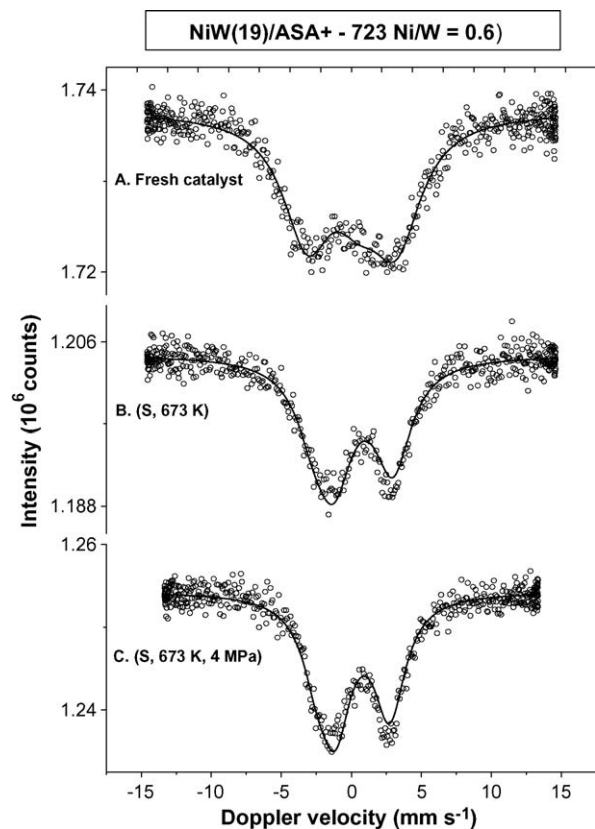 NiW(19)/ASA+ - 723 Ni/W = 0.6)
1.74
A. Fresh catalyst
1.72
1.206
B. (S, 673 K)
1.188
1.26
C. (S, 673 K, 4 MPa)
1.24
Intensity (10⁶ counts)
-15 -10 -5 0 5 10 15
Doppler velocity (mm s⁻¹)